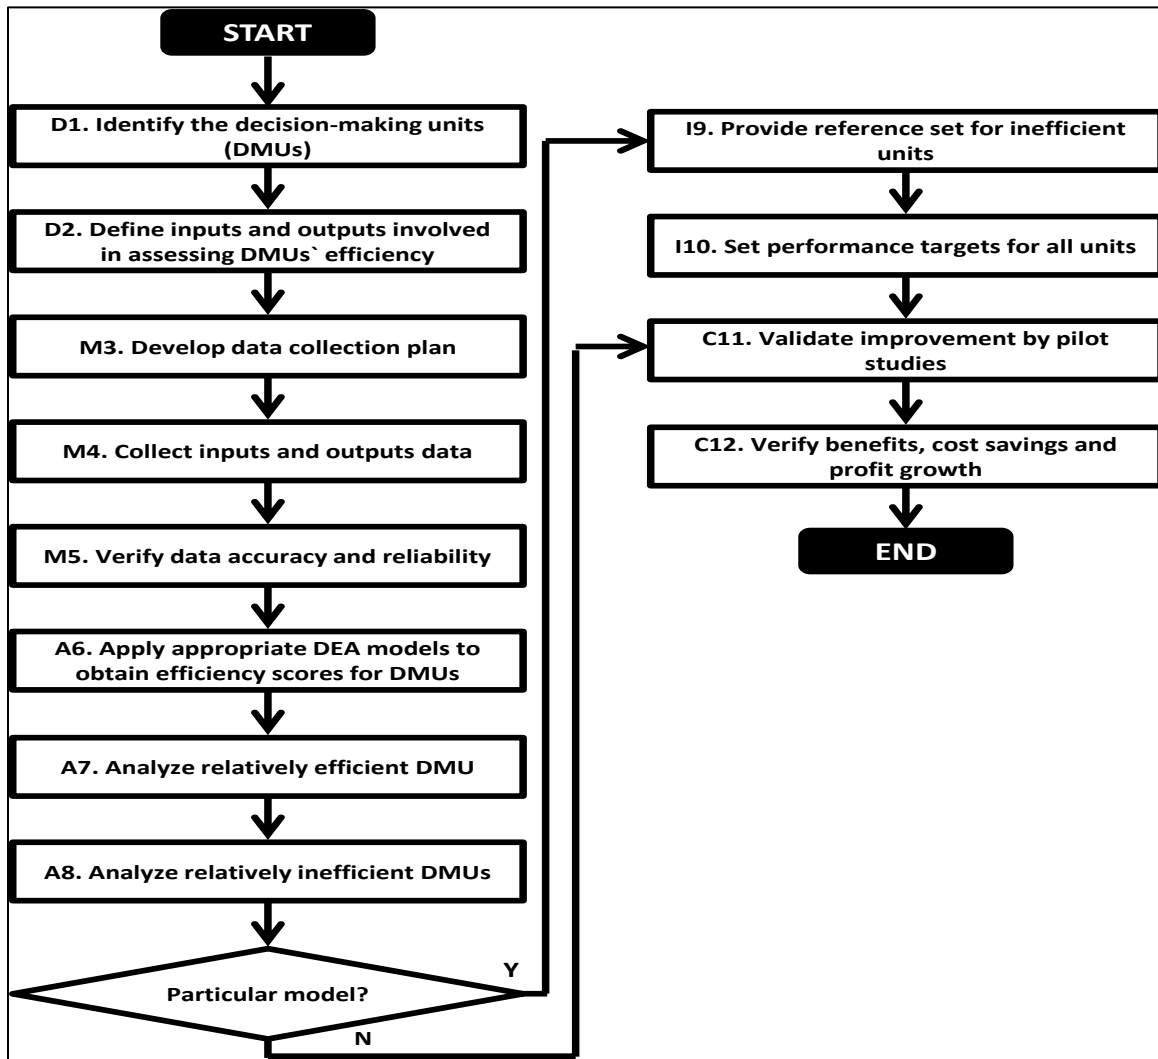 START
D1. Identify the decision-making units
(DMUs)
D2. Define inputs and outputs involved
in assessing DMUs` efficiency
M3. Develop data collection plan
M4. Collect inputs and outputs data
M5. Verify data accuracy and reliability
A6. Apply appropriate DEA models to
obtain efficiency scores for DMUs
A7. Analyze relatively efficient DMU
A8. Analyze relatively inefficient DMUs
Particular model?
Y
N
I9. Provide reference set for inefficient
units
I10. Set performance targets for all units
C11. Validate improvement by pilot
studies
C12. Verify benefits, cost savings and
profit growth
END